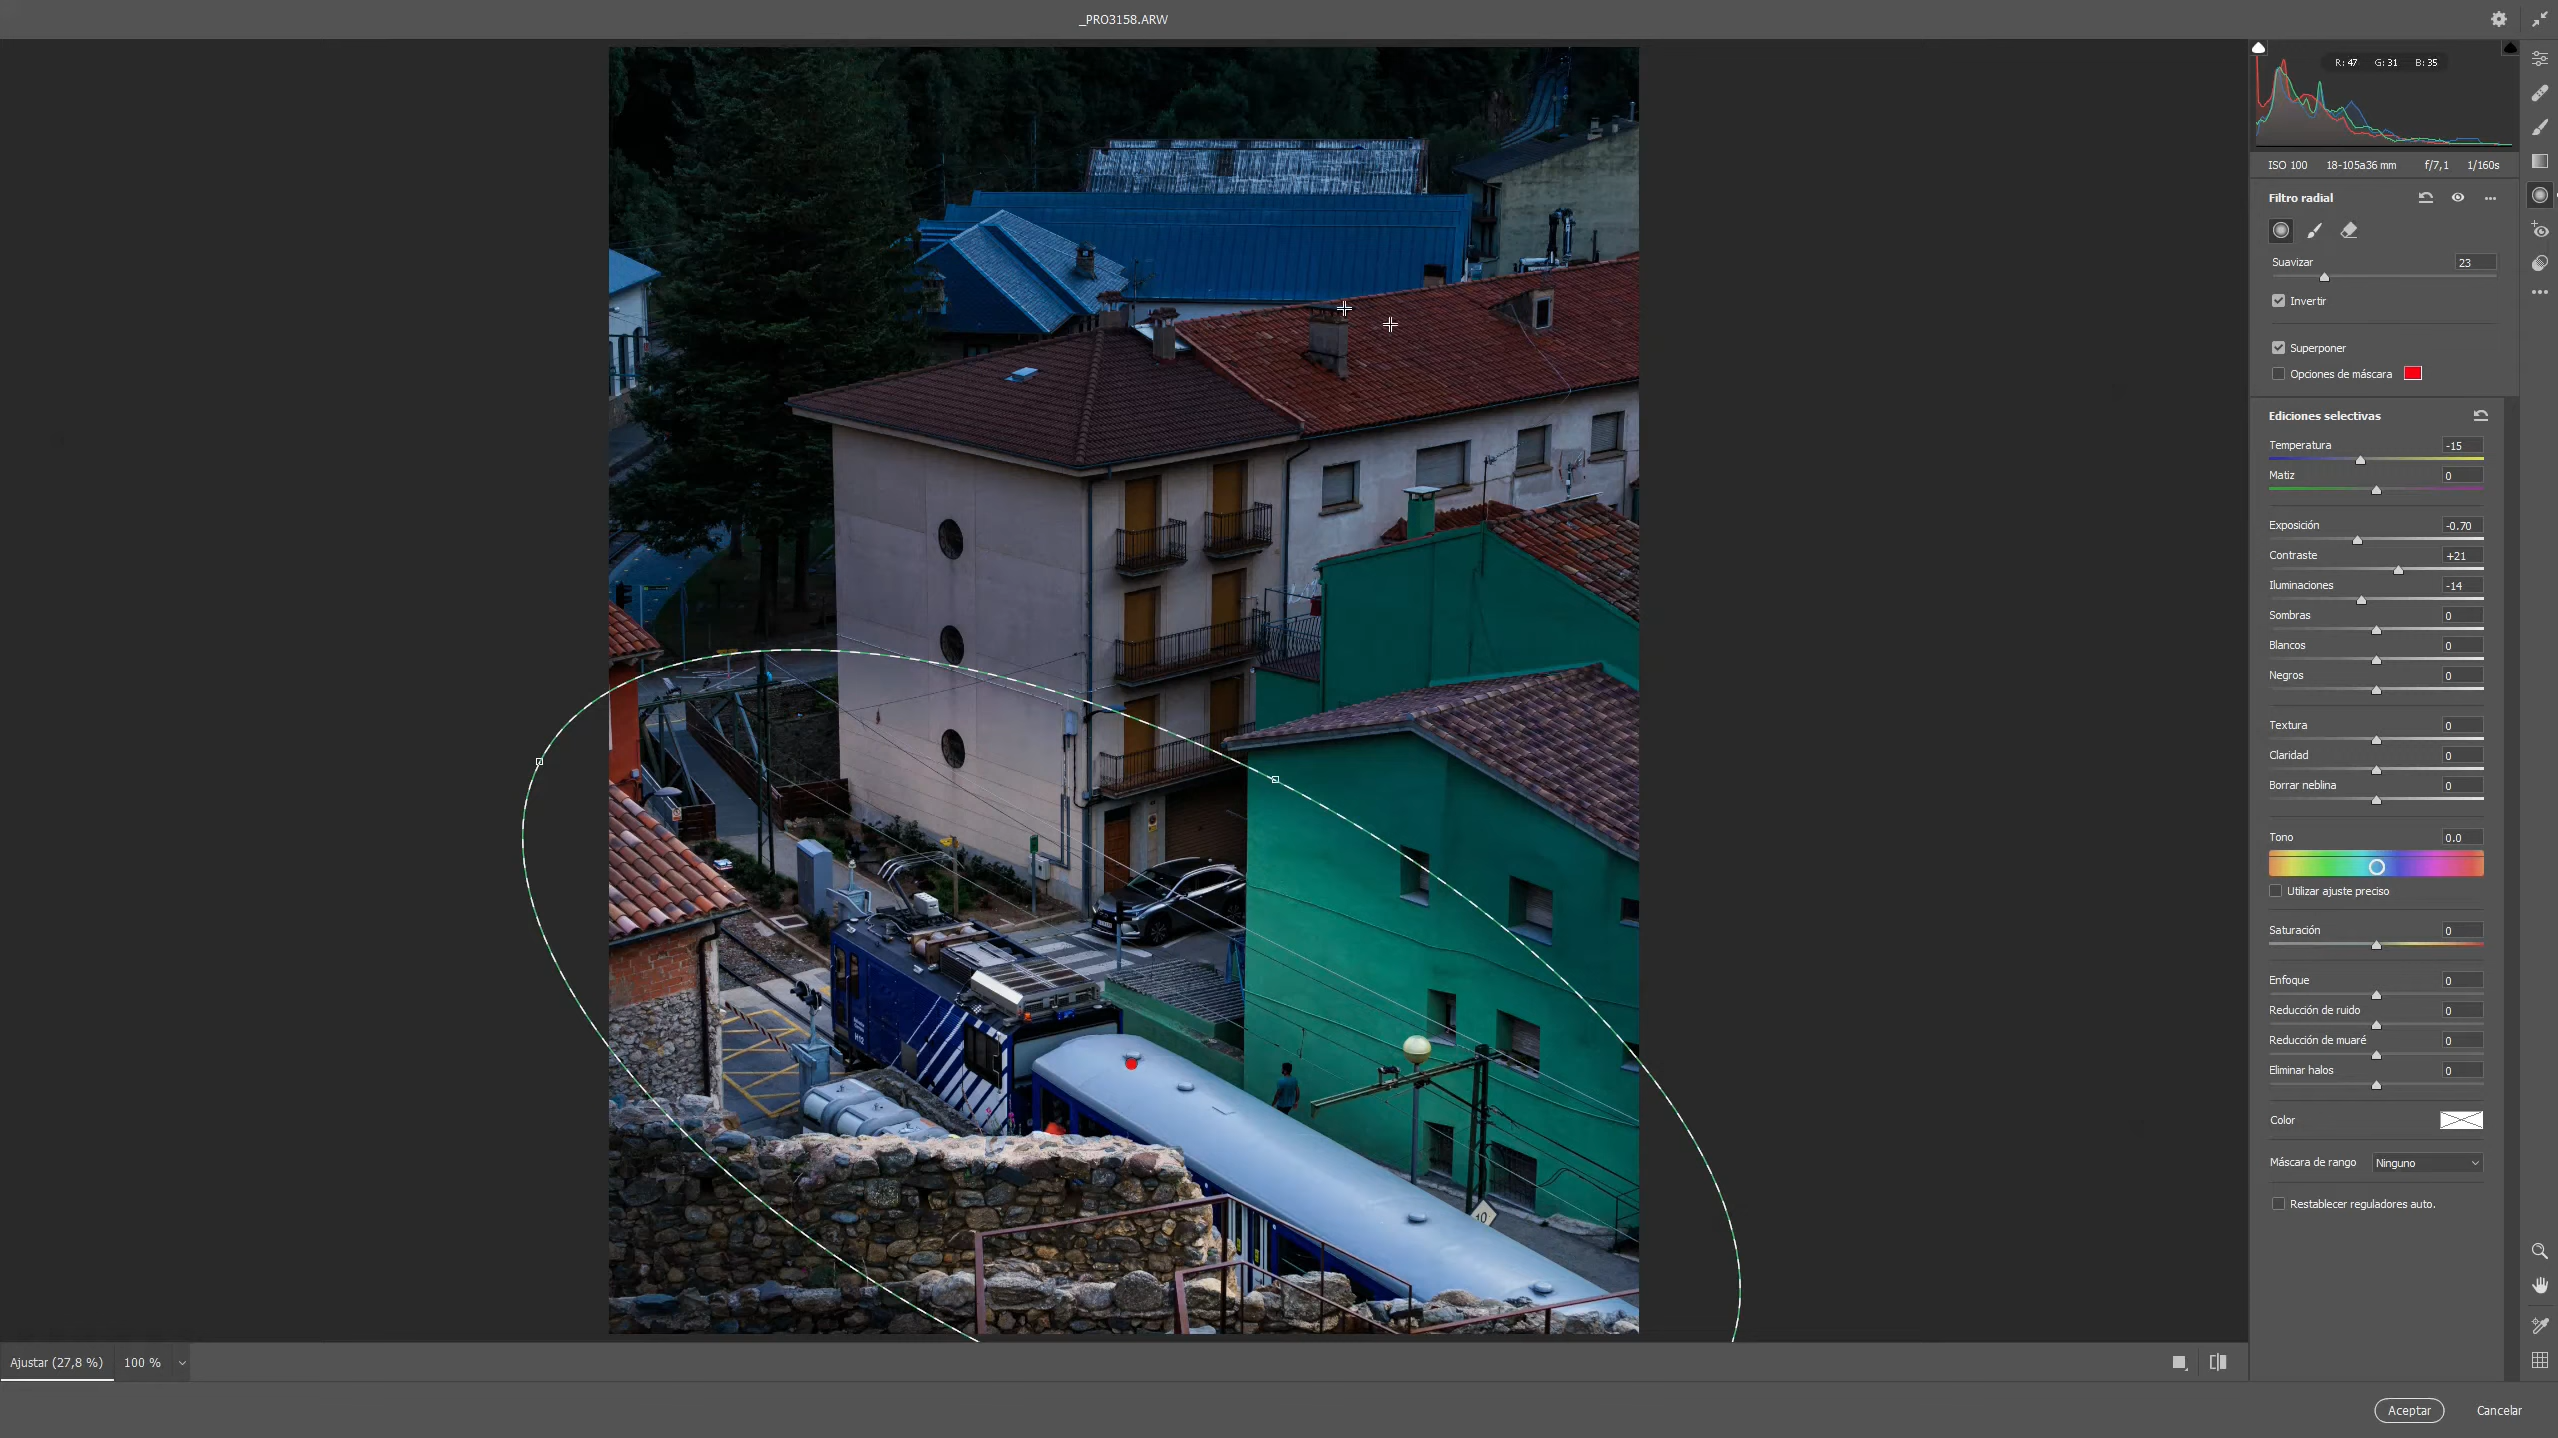 _PRO3158.ARW
R: 47 G: 31 B: 35
ISO 100 18-105a36 mm f/7,1 1/160s
Filtro radial
Suavizar 23
Invertir
Superponer
Opciones de máscara
Ediciones selectivas
Temperatura -15
Matiz 0
Exposición -0.70
Contraste +21
Iluminaciones -14
Sombras 0
Blancos 0
Negros 0
Textura 0
Claridad 0
Borrar neblina 0
Tono 0.0
Utilizar ajuste preciso
Saturación 0
Enfoque 0
Reducción de ruido 0
Reducción de muaré 0
Eliminar halos 0
Color
Máscara de rango Ninguno
Restablecer reguladores auto.
H12
10
Ajustar (27,8 %) 100 %
Aceptar Cancelar